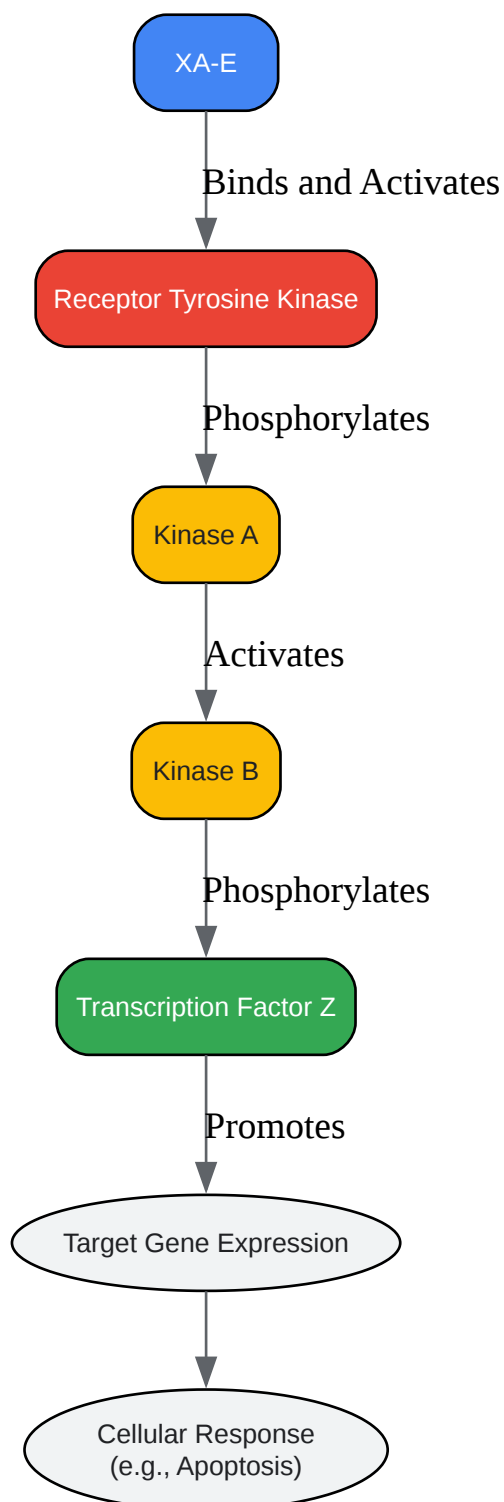 XA-E
Binds and Activates
Receptor Tyrosine Kinase
Phosphorylates
Kinase A
Activates
Kinase B
Phosphorylates
Transcription Factor Z
Promotes
Target Gene Expression
Cellular Response
(e.g., Apoptosis)